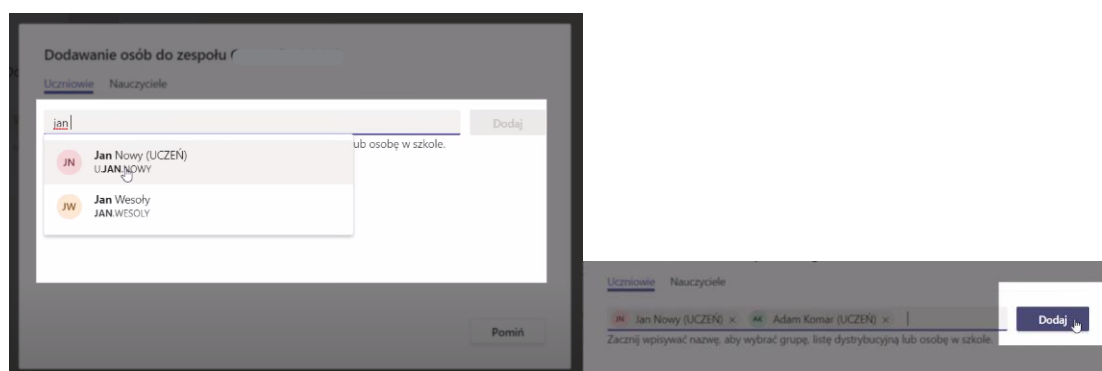 Dodawanie osób do zespołu
Uczniowie Nauczyciele
jan
Dodaj
ub osobę w szkole.
JN
Jan Nowy (UCZEŃ)
U.JAN.NOWY
JW
Jan Wesoły
JAN.WESOLY
Pomiń
Uczniowie Nauczyciele
JN Jan Nowy (UCZEŃ) × AK Adam Komar (UCZEŃ) ×
Dodaj
Zacznij wpisywać nazwę, aby wybrać grupę, listę dystrybucyjną lub osobę w szkole.